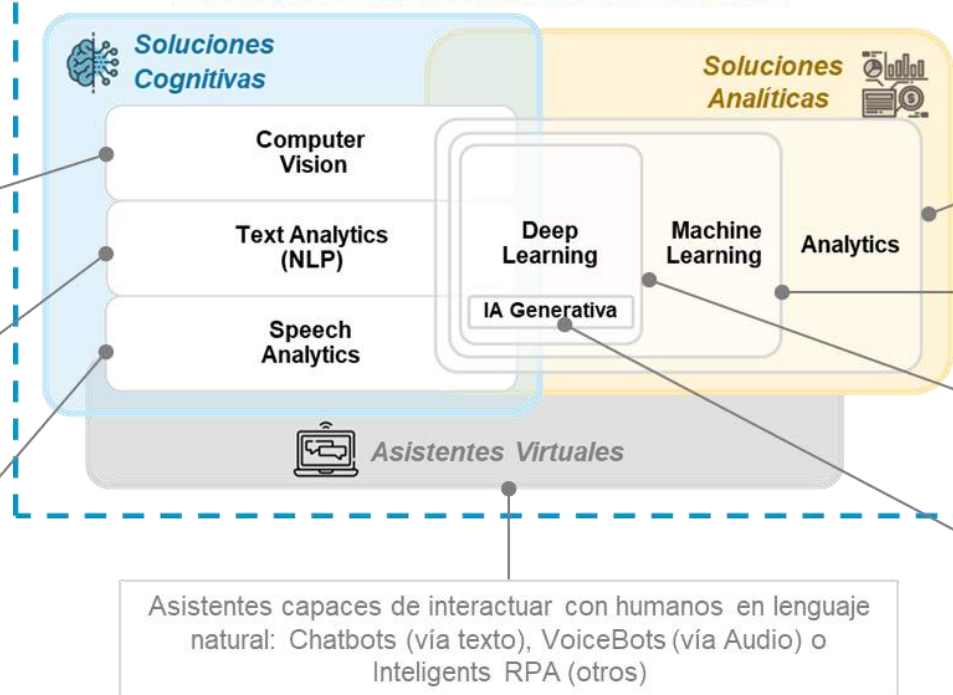 Soluciones
Cognitivas
Soluciones
Analíticas
Computer
Vision
Text Analytics
(NLP)
Speech
Analytics
Deep
Learning
IA Generativa
Machine
Learning
Analytics
$
Asistentes Virtuales
Asistentes capaces de interactuar con humanos en lenguaje
natural: Chatbots (vía texto), VoiceBots (vía Audio) o
Inteligents RPA (otros)